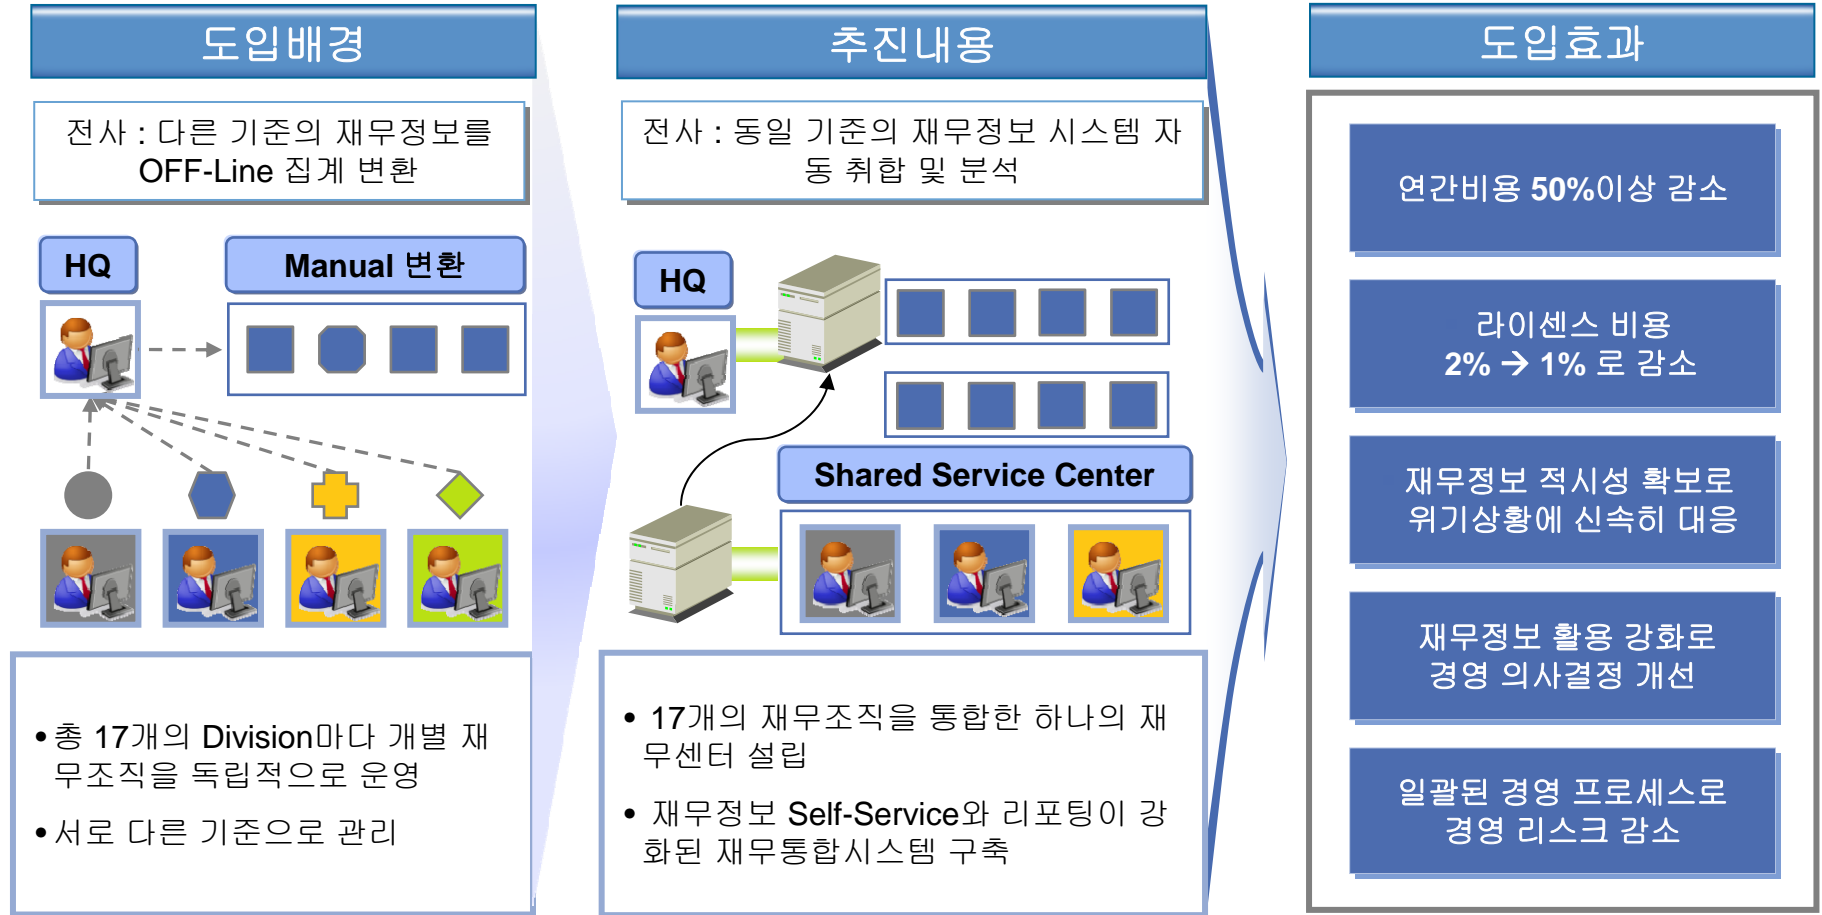 도입배경
전사 : 다른 기준의 재무정보를
OFF-Line 집계 변환
HQ
Manual 변환
• 총 17개의 Division마다 개별 재
무조직을 독립적으로 운영
• 서로 다른 기준으로 관리
추진내용
전사 : 동일 기준의 재무정보 시스템 자
동 취합 및 분석
HQ
Shared Service Center
• 17개의 재무조직을 통합한 하나의 재
무센터 설립
• 재무정보 Self-Service와 리포팅이 강
화된 재무통합시스템 구축
도입효과
연간비용 50%이상 감소
라이센스 비용
2% → 1% 로 감소
재무정보 적시성 확보로
위기상황에 신속히 대응
재무정보 활용 강화로
경영 의사결정 개선
일괄된 경영 프로세스로
경영 리스크 감소